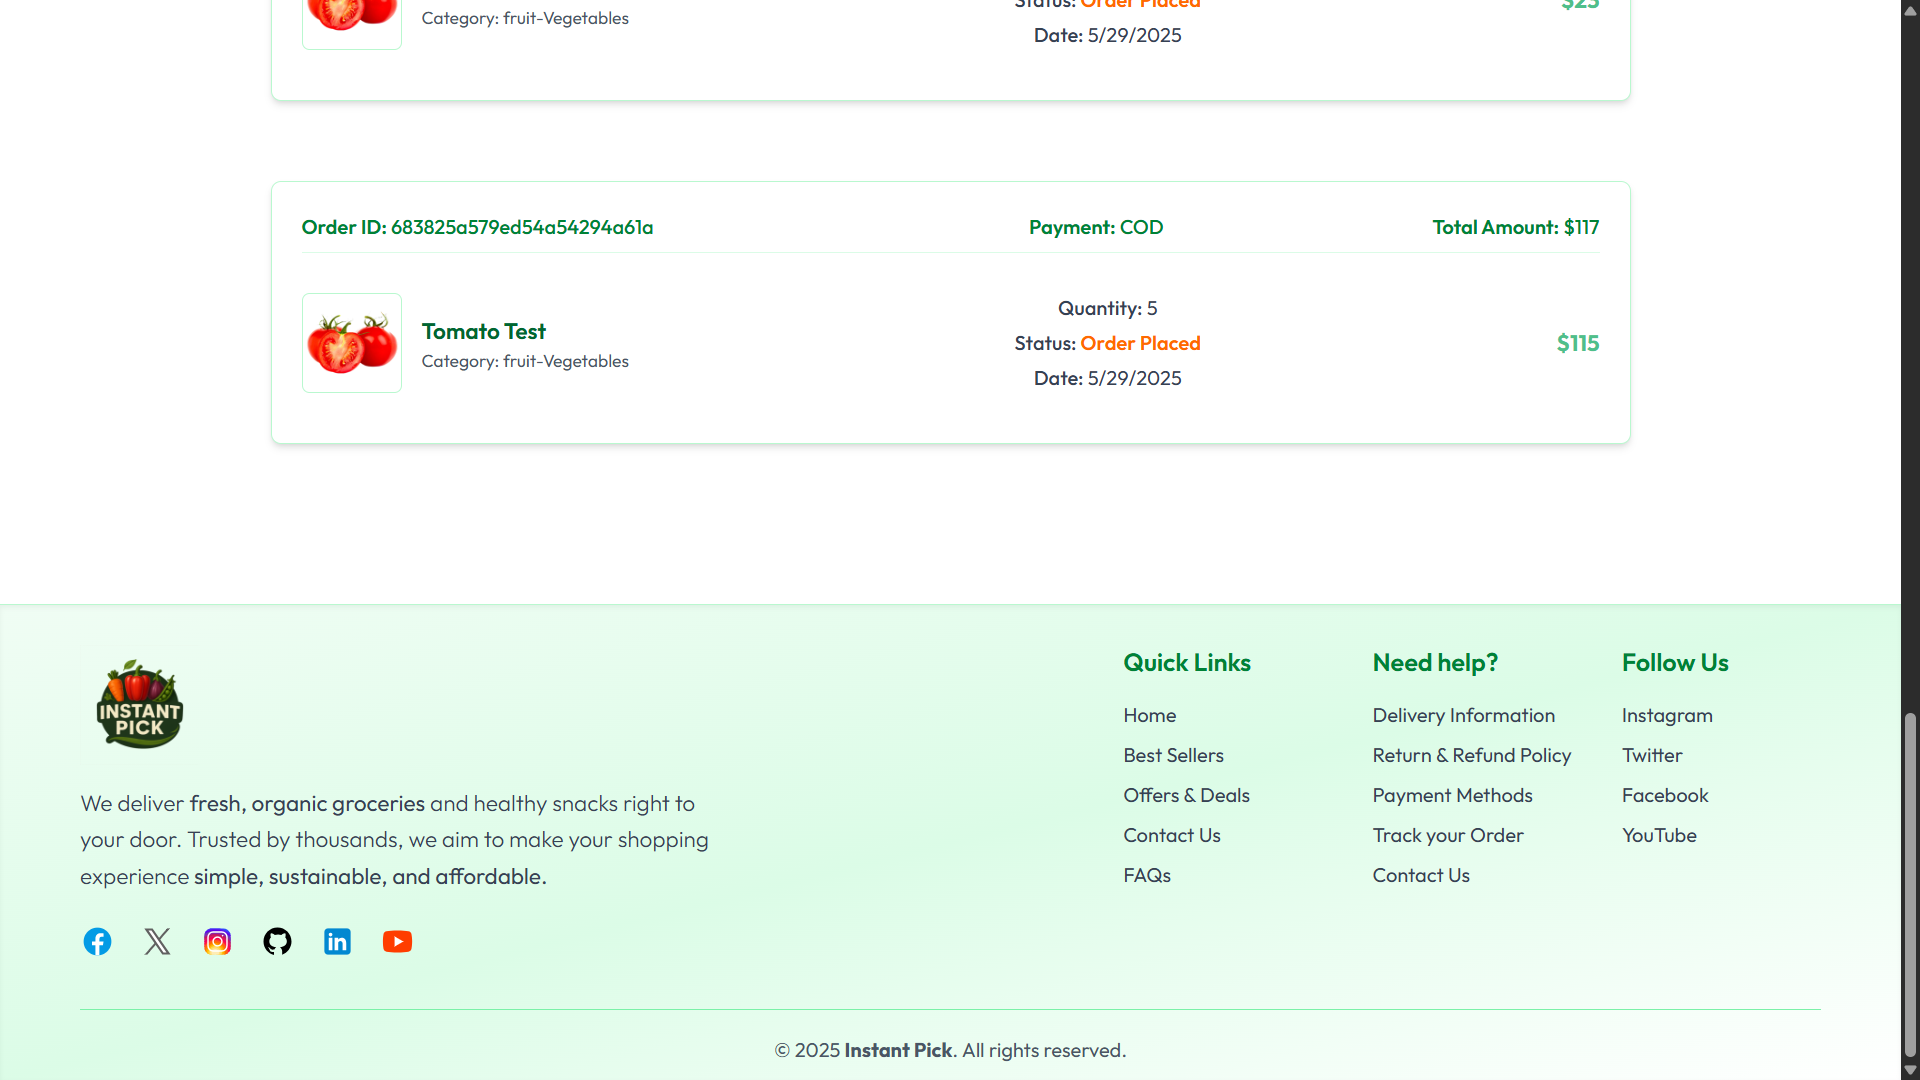 Category: fruit-Vegetables
Status: Order Placed
$23
Date: 5/29/2025
Order ID: 683825a579ed54a54294a61a
Payment: COD
Total Amount: $117
Tomato Test
Category: fruit-Vegetables
Quantity: 5
Status: Order Placed
Date: 5/29/2025
$115
INSTANT
PICK
We deliver fresh, organic groceries and healthy snacks right to
your door. Trusted by thousands, we aim to make your shopping
experience simple, sustainable, and affordable.
Quick Links
Home
Best Sellers
Offers & Deals
Contact Us
FAQs
Need help?
Delivery Information
Return & Refund Policy
Payment Methods
Track your Order
Contact Us
Follow Us
Instagram
Twitter
Facebook
YouTube
© 2025 Instant Pick. All rights reserved.